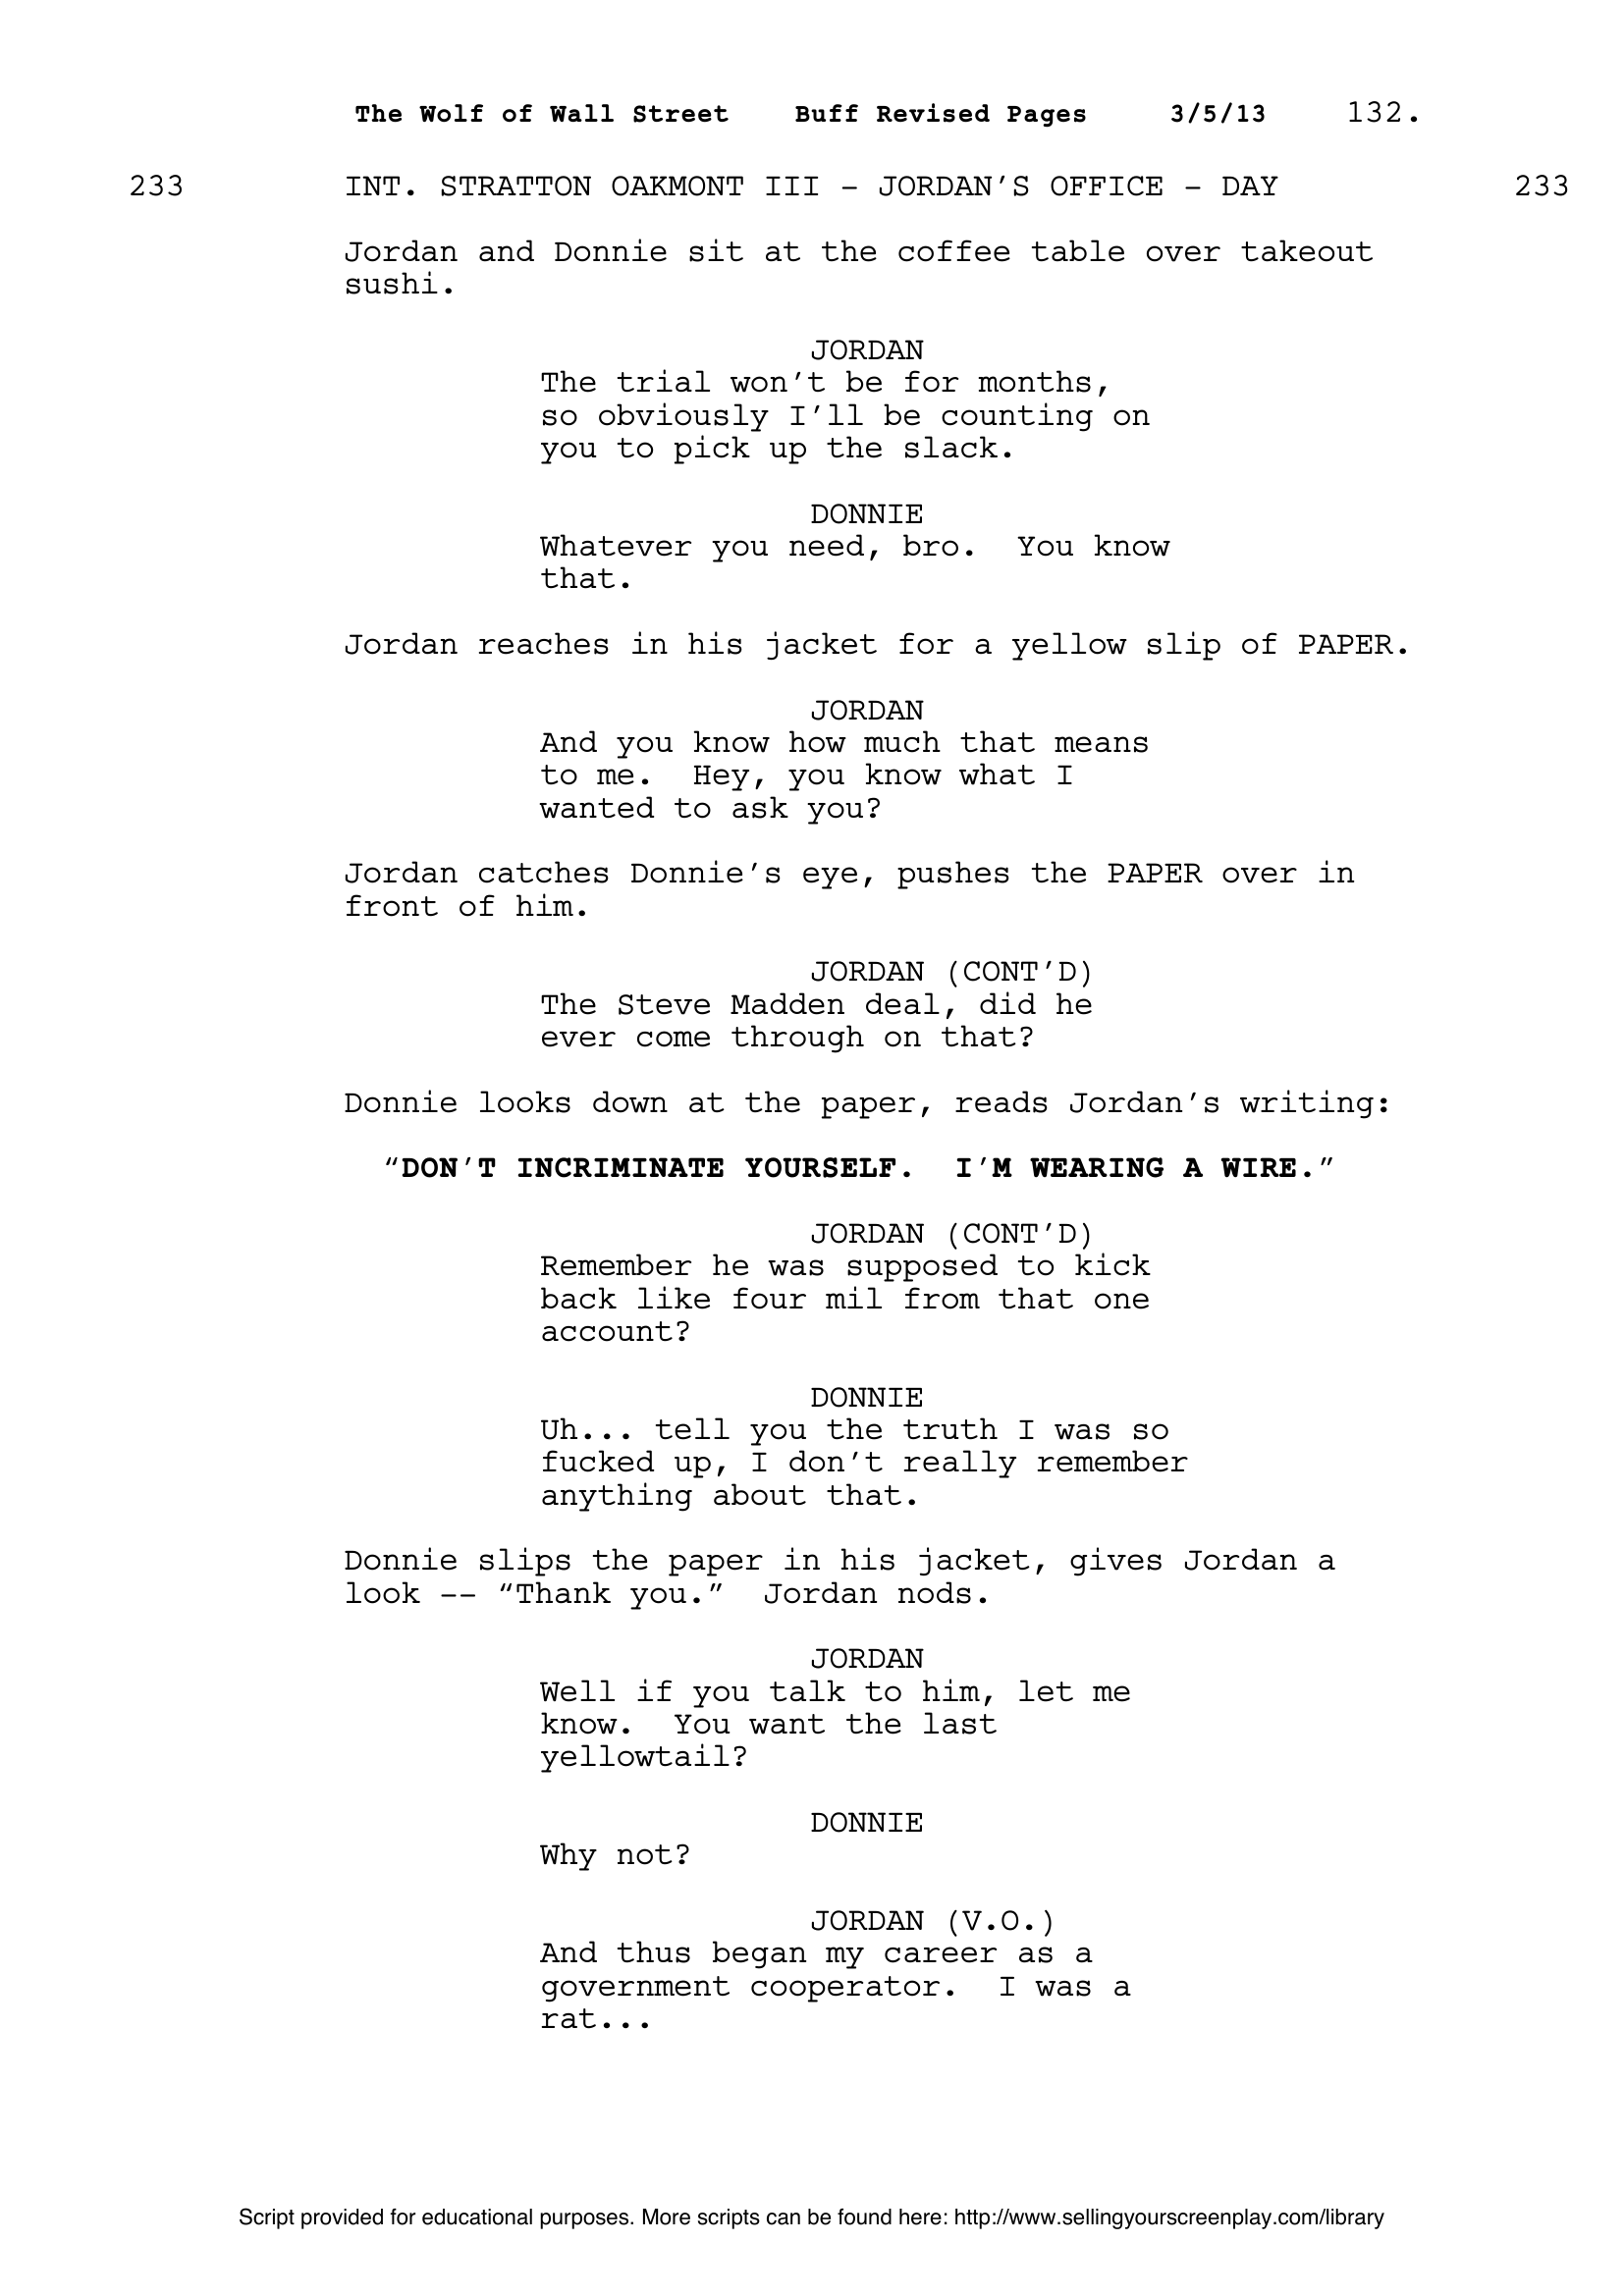 The Wolf of Wall Street    Buff Revised Pages    3/5/13    132.
233    INT. STRATTON OAKMONT III - JORDAN’S OFFICE - DAY    233
Jordan and Donnie sit at the coffee table over takeout
sushi.
JORDAN
The trial won’t be for months,
so obviously I’ll be counting on
you to pick up the slack.
DONNIE
Whatever you need, bro.  You know
that.
Jordan reaches in his jacket for a yellow slip of PAPER.
JORDAN
And you know how much that means
to me.  Hey, you know what I
wanted to ask you?
Jordan catches Donnie’s eye, pushes the PAPER over in
front of him.
JORDAN (CONT’D)
The Steve Madden deal, did he
ever come through on that?
Donnie looks down at the paper, reads Jordan’s writing:
“DON’T INCRIMINATE YOURSELF.  I’M WEARING A WIRE.”
JORDAN (CONT’D)
Remember he was supposed to kick
back like four mil from that one
account?
DONNIE
Uh... tell you the truth I was so
fucked up, I don’t really remember
anything about that.
Donnie slips the paper in his jacket, gives Jordan a
look -- “Thank you.”  Jordan nods.
JORDAN
Well if you talk to him, let me
know.  You want the last
yellowtail?
DONNIE
Why not?
JORDAN (V.O.)
And thus began my career as a
government cooperator.  I was a
rat...
Script provided for educational purposes. More scripts can be found here: http://www.sellingyourscreenplay.com/library